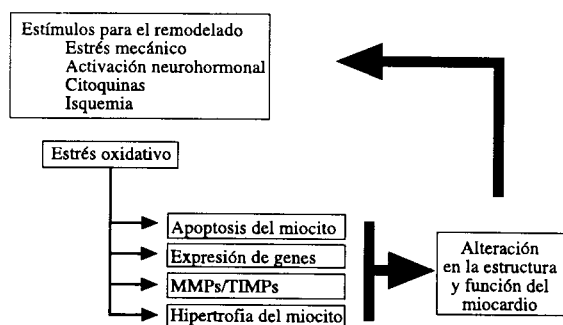 Estímulos para el remodelado
Estrés mecánico
Activación neurohormonal
Citoquinas
Isquemia
Estrés oxidativo
Apoptosis del miocito
Expresión de genes
MMPs/TIMPs
Hipertrofia del miocito
Alteración
en la estructura
y función del
miocardio